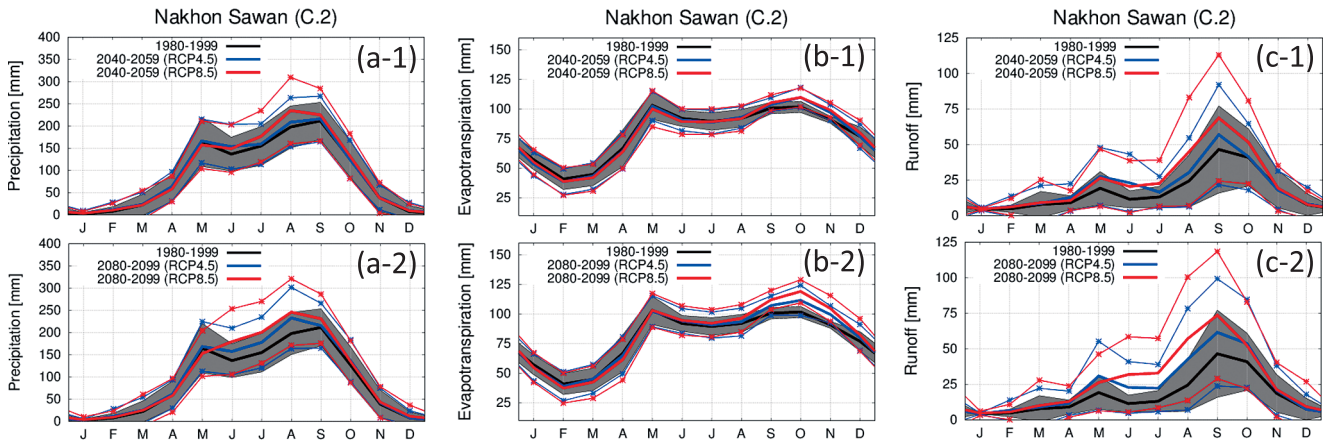 Nakhon Sawan (C.2)
Precipitation [mm]
400
350
300
250
200
150
100
50
0
1980-1999
2040-2059 (RCP4.5)
2040-2059 (RCP8.5)
(a-1)
J F M A M J J A S O N D
Nakhon Sawan (C.2)
Evapotranspiration [mm]
150
125
100
75
50
25
1980-1999
2040-2059 (RCP4.5)
2040-2059 (RCP8.5)
(b-1)
J F M A M J J A S O N D
Nakhon Sawan (C.2)
Runoff [mm]
125
100
75
50
25
0
1980-1999
2040-2059 (RCP4.5)
2040-2059 (RCP8.5)
(c-1)
J F M A M J J A S O N D
Precipitation [mm]
400
350
300
250
200
150
100
50
0
1980-1999
2080-2099 (RCP4.5)
2080-2099 (RCP8.5)
(a-2)
J F M A M J J A S O N D
Evapotranspiration [mm]
150
125
100
75
50
25
1980-1999
2080-2099 (RCP4.5)
2080-2099 (RCP8.5)
(b-2)
J F M A M J J A S O N D
Runoff [mm]
125
100
75
50
25
0
1980-1999
2080-2099 (RCP4.5)
2080-2099 (RCP8.5)
(c-2)
J F M A M J J A S O N D